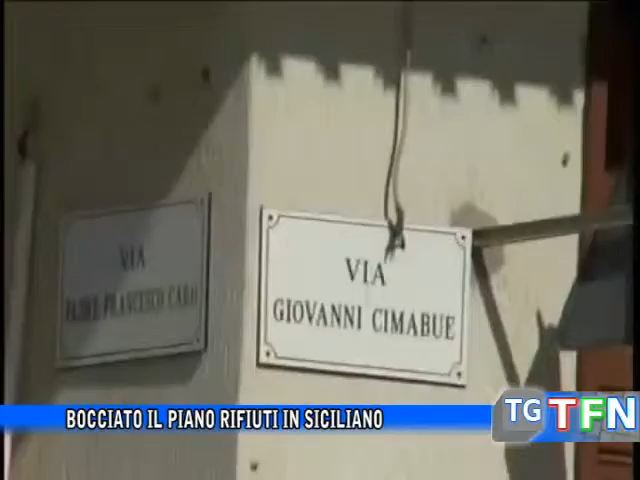 VIA
VIA
GIOVANNI CIMABUE
BOCCIATO IL PIANO RIFIUTI IN SICILIANO
TG TFN